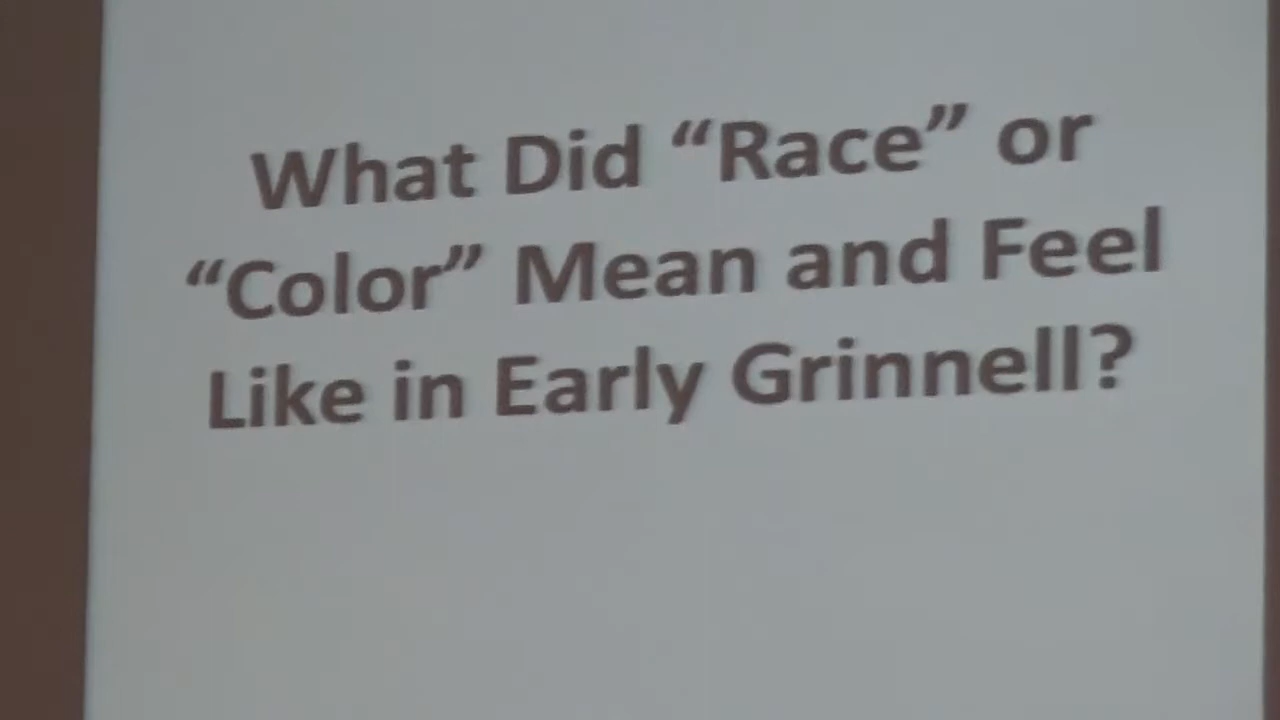 What Did “Race” or
“Color” Mean and Feel
Like in Early Grinnell?